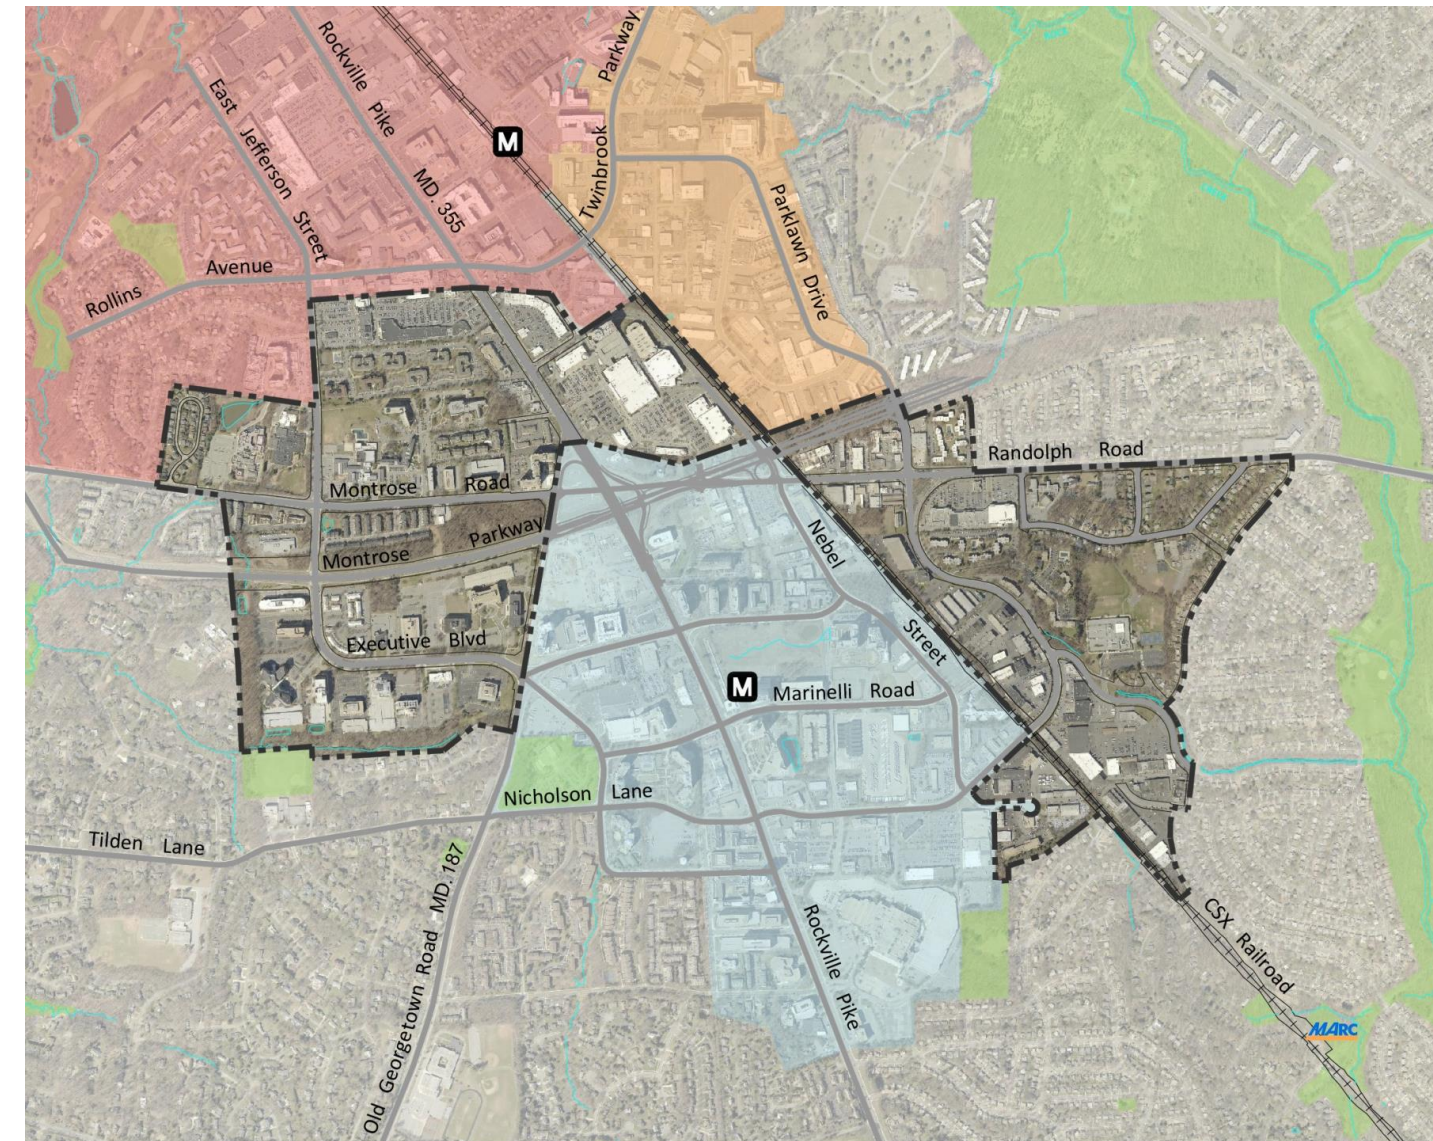 Rockville Pike MD. 355
Twinbrook Parkway
M
East Jefferson Street
Parklawn Drive
Rollins Avenue
Randolph Road
Montrose Road
Montrose Parkway
Nebel Street
Executive Blvd
M
Marinelli Road
Nicholson Lane
Tilden Lane
Old Georgetown Road MD. 187
Rockville Pike
CSX Railroad
MARC